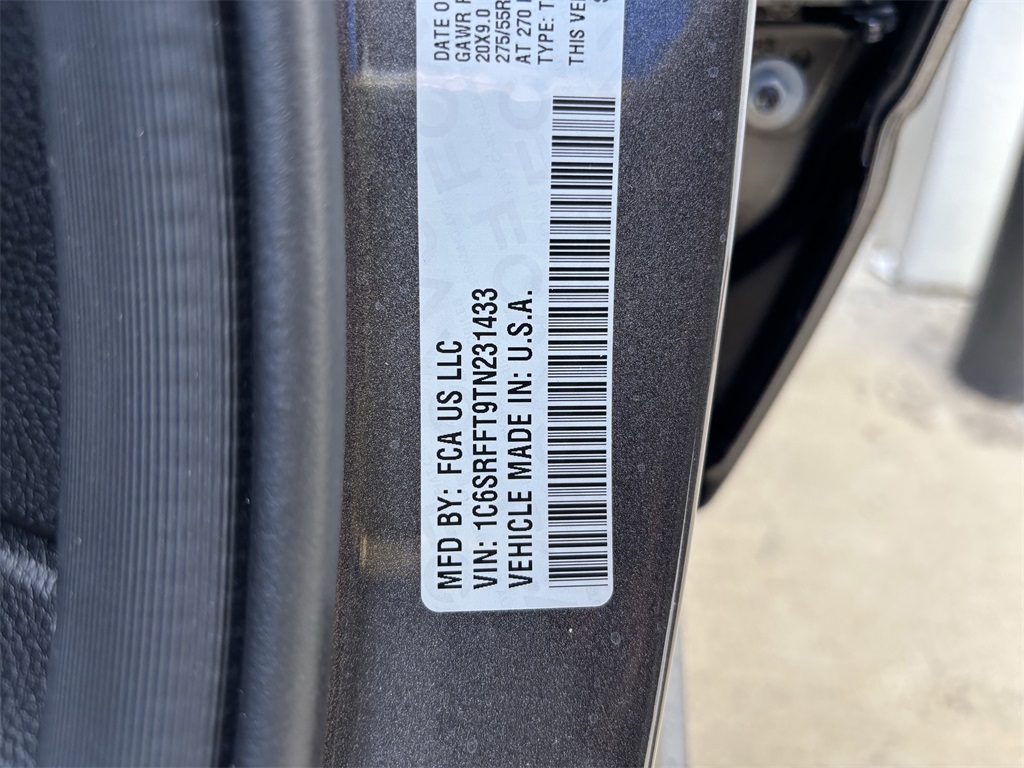 MFD BY: FCA US LLC
VIN: 1C6SRFFT9TN231433
VEHICLE MADE IN: U.S.A.
DATE OF
GAWR
20X9.0
275/55R
AT 270
TYPE:
THIS